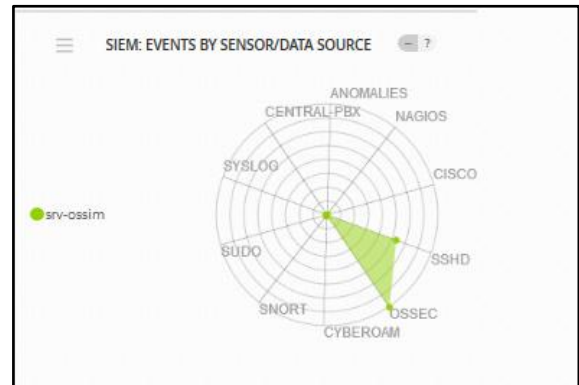 SIEM: EVENTS BY SENSOR/DATA SOURCE
– ?
ANOMALIES
CENTRAL-PBX
NAGIOS
SYSLOG
CISCO
srv-ossim
SUDO
SSHD
SNORT
OSSEC
CYBEROAM